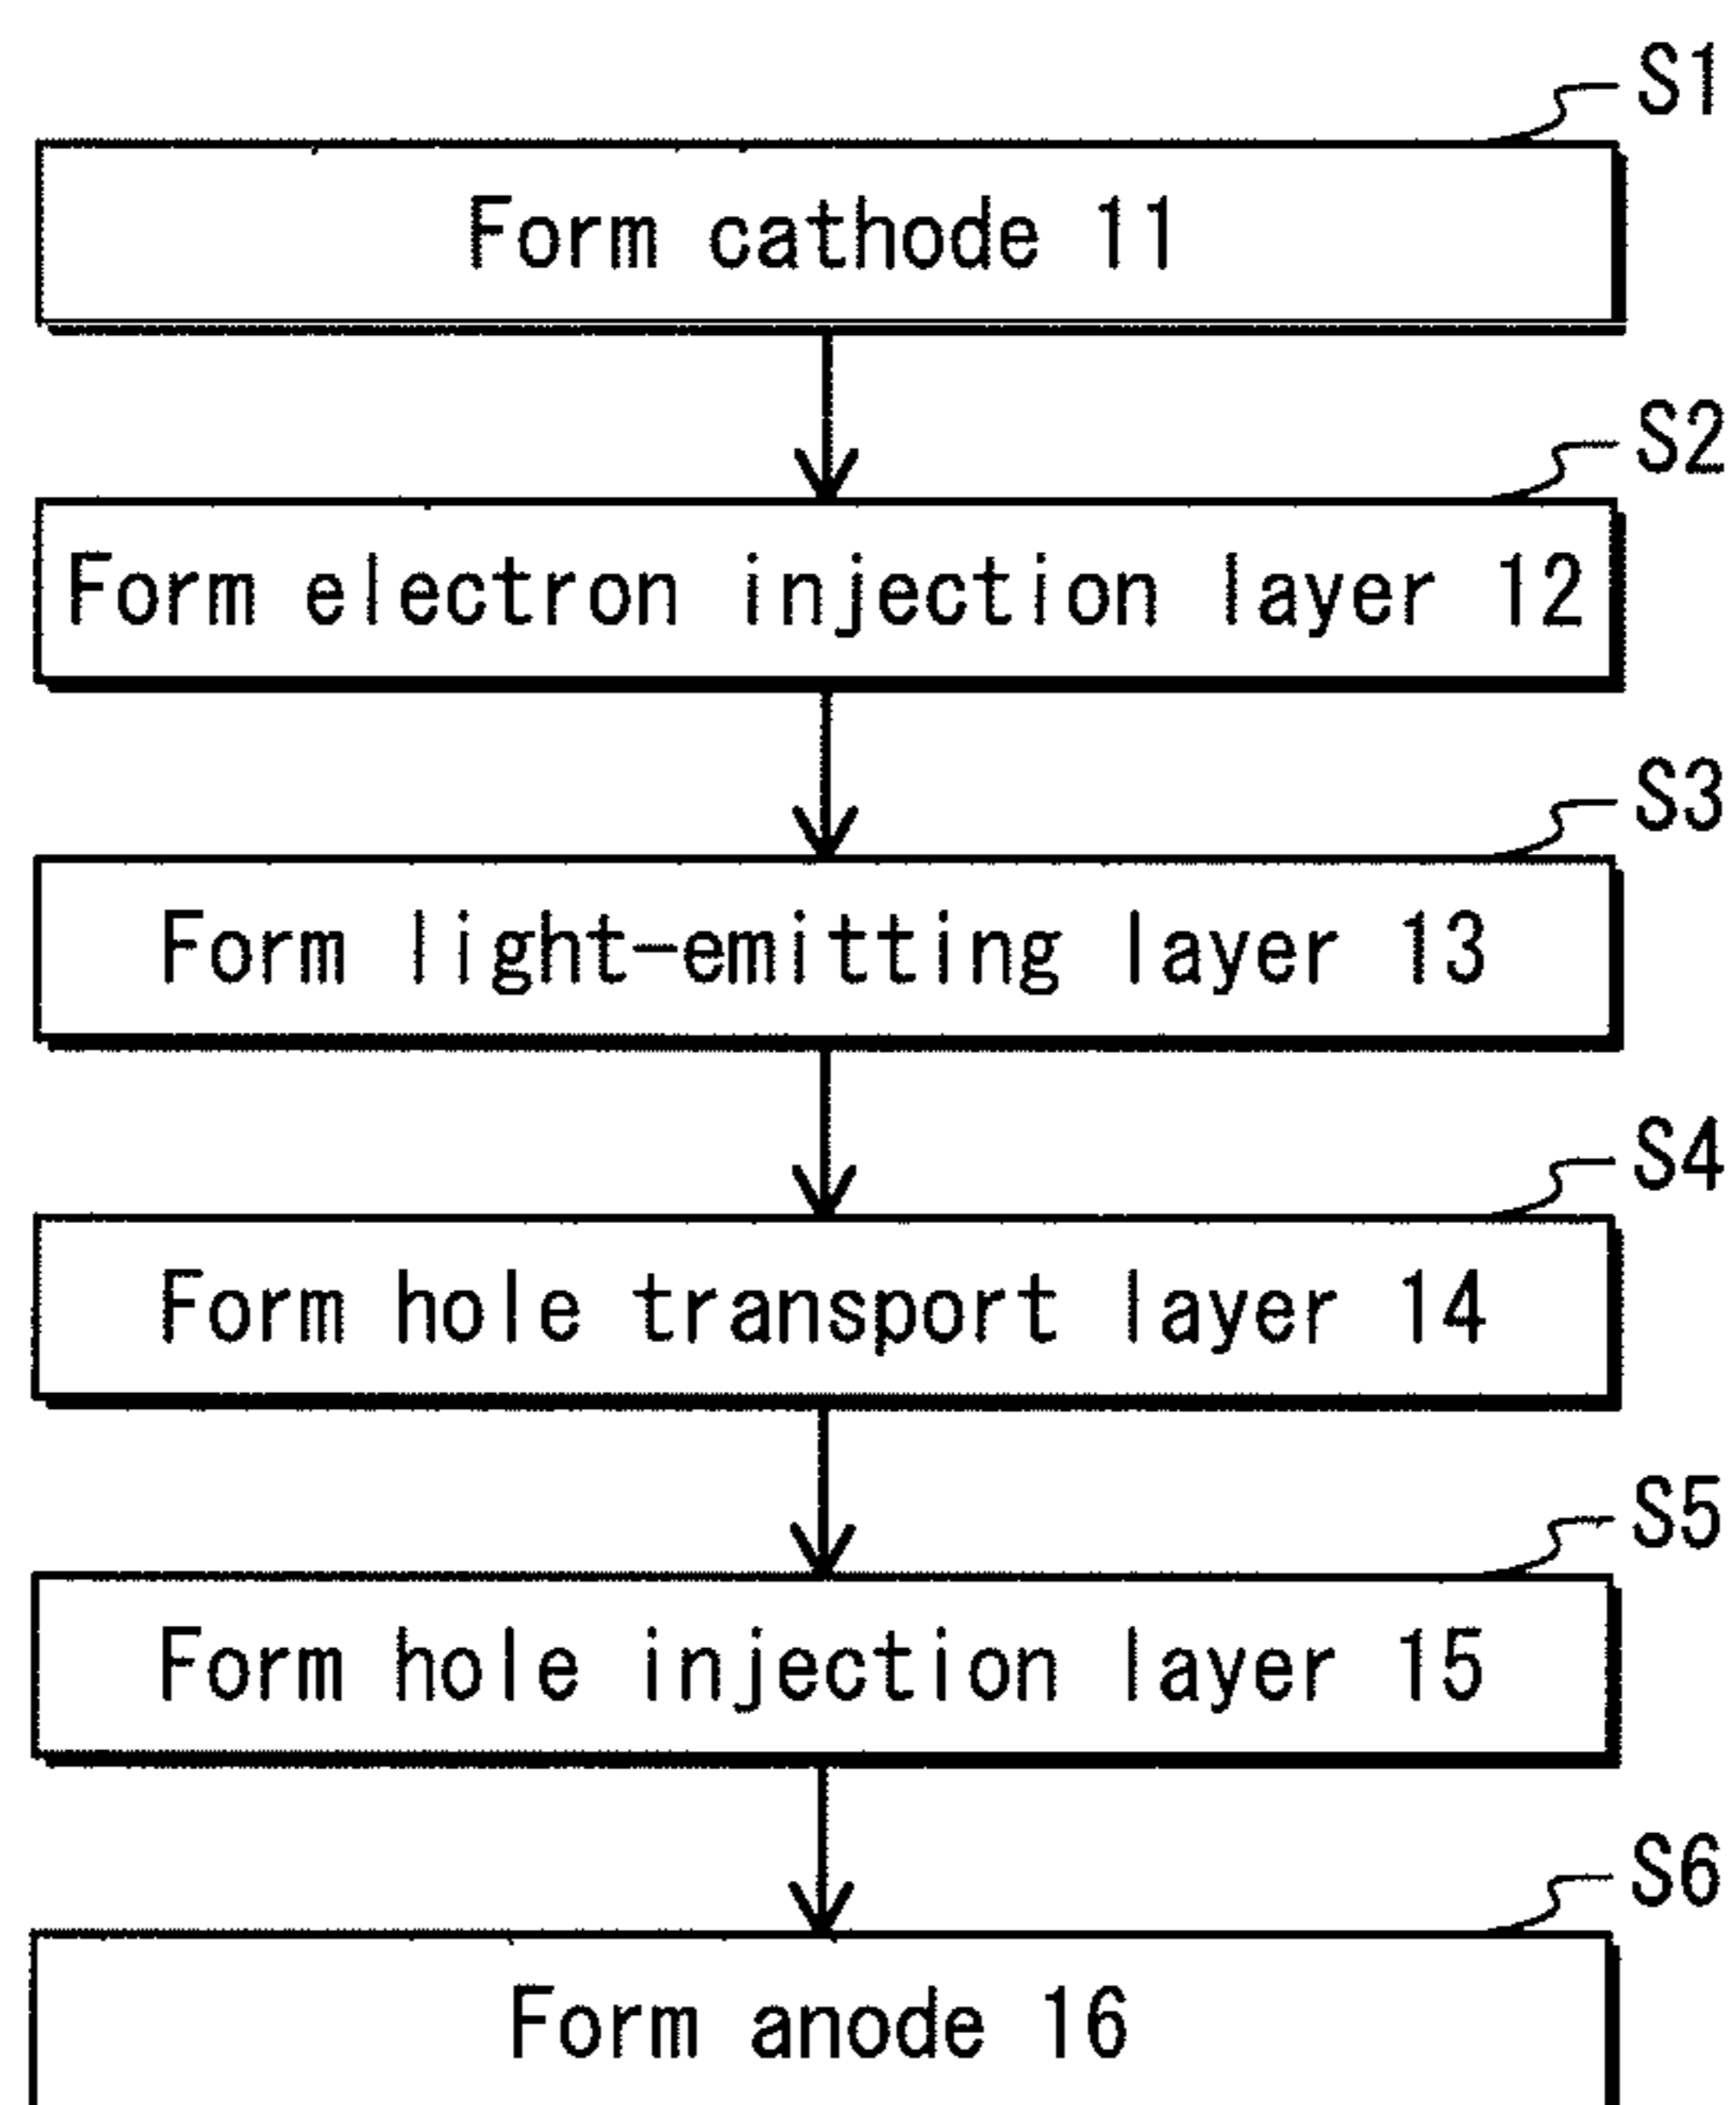 S1
Form cathode 11
S2
Form electron injection layer 12
S3
Form light-emitting layer 13
S4
Form hole transport layer 14
S5
Form hole injection layer 15
S6
Form anode 16